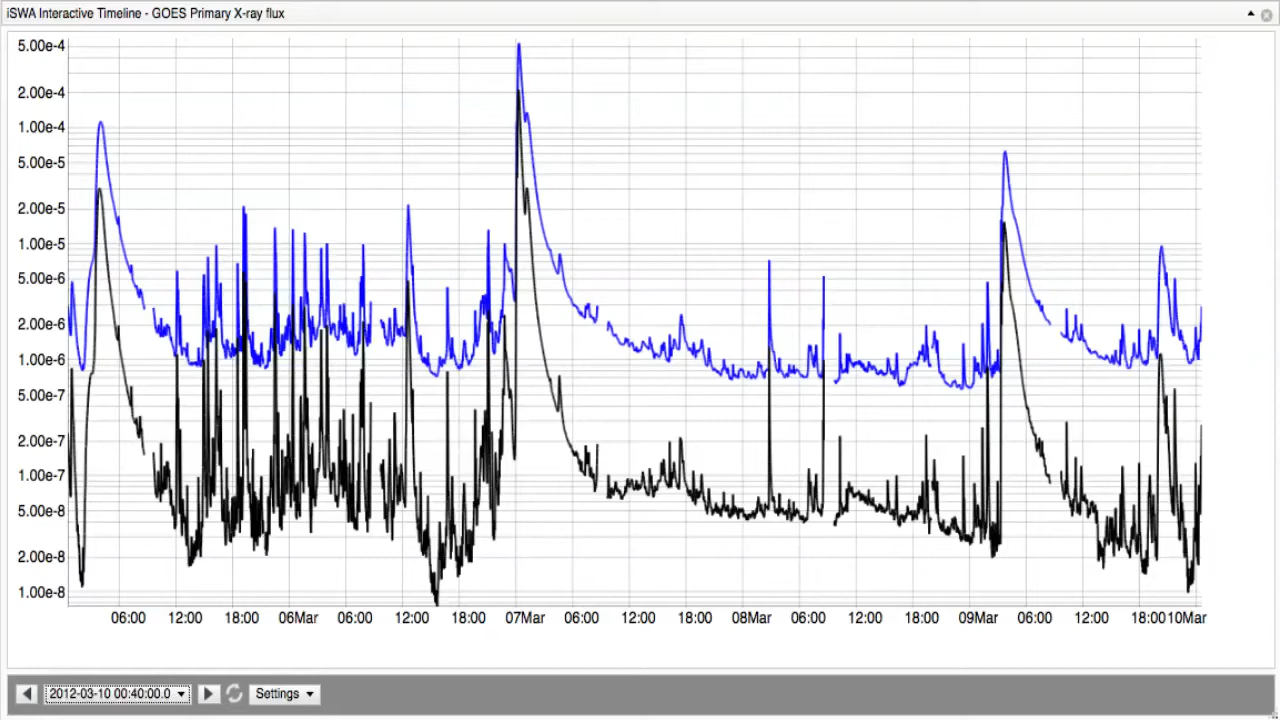 iSWA Interactive Timeline - GOES Primary X-ray flux
5.00e-4
2.00e-4
1.00e-4
5.00e-5
2.00e-5
1.00e-5
5.00e-6
2.00e-6
1.00e-6
5.00e-7
2.00e-7
1.00e-7
5.00e-8
2.00e-8
1.00e-8
06:00 12:00 18:00 06Mar 06:00 12:00 18:00 07Mar 06:00 12:00 18:00 08Mar 06:00 12:00 18:00 09Mar 06:00 12:00 18:00 10Mar
2012-03-10 00:40:00.0 Settings